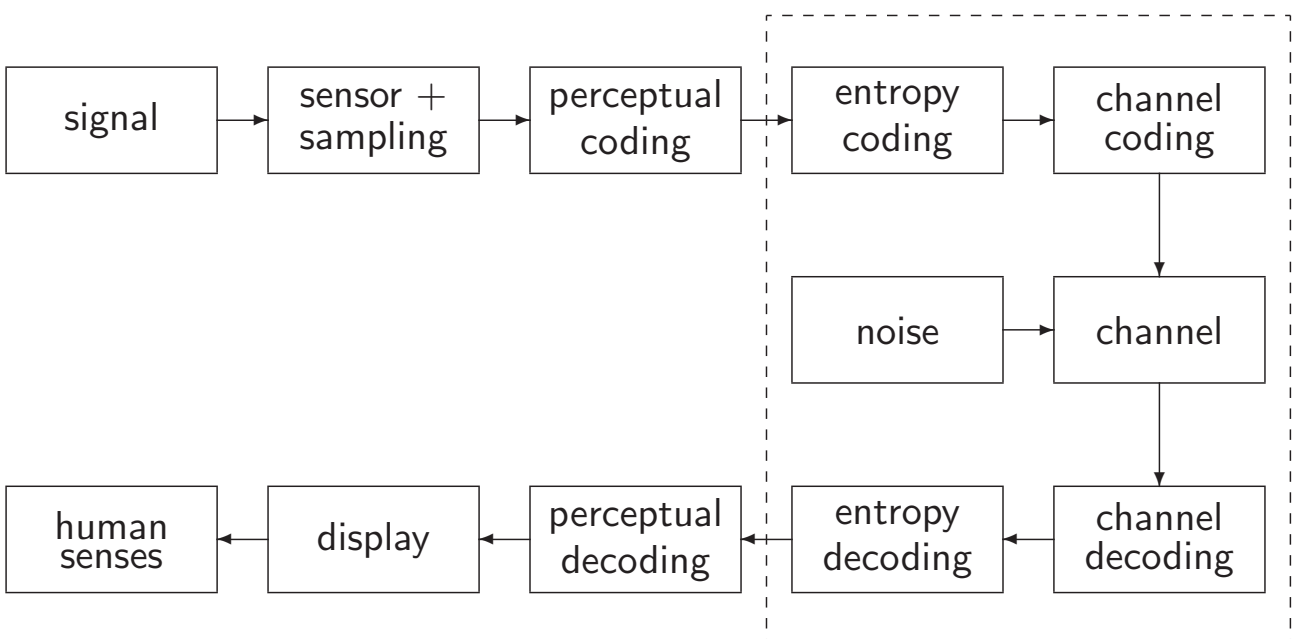 signal
sensor +
sampling
perceptual
coding
entropy
coding
channel
coding
noise
channel
human
senses
display
perceptual
decoding
entropy
decoding
channel
decoding